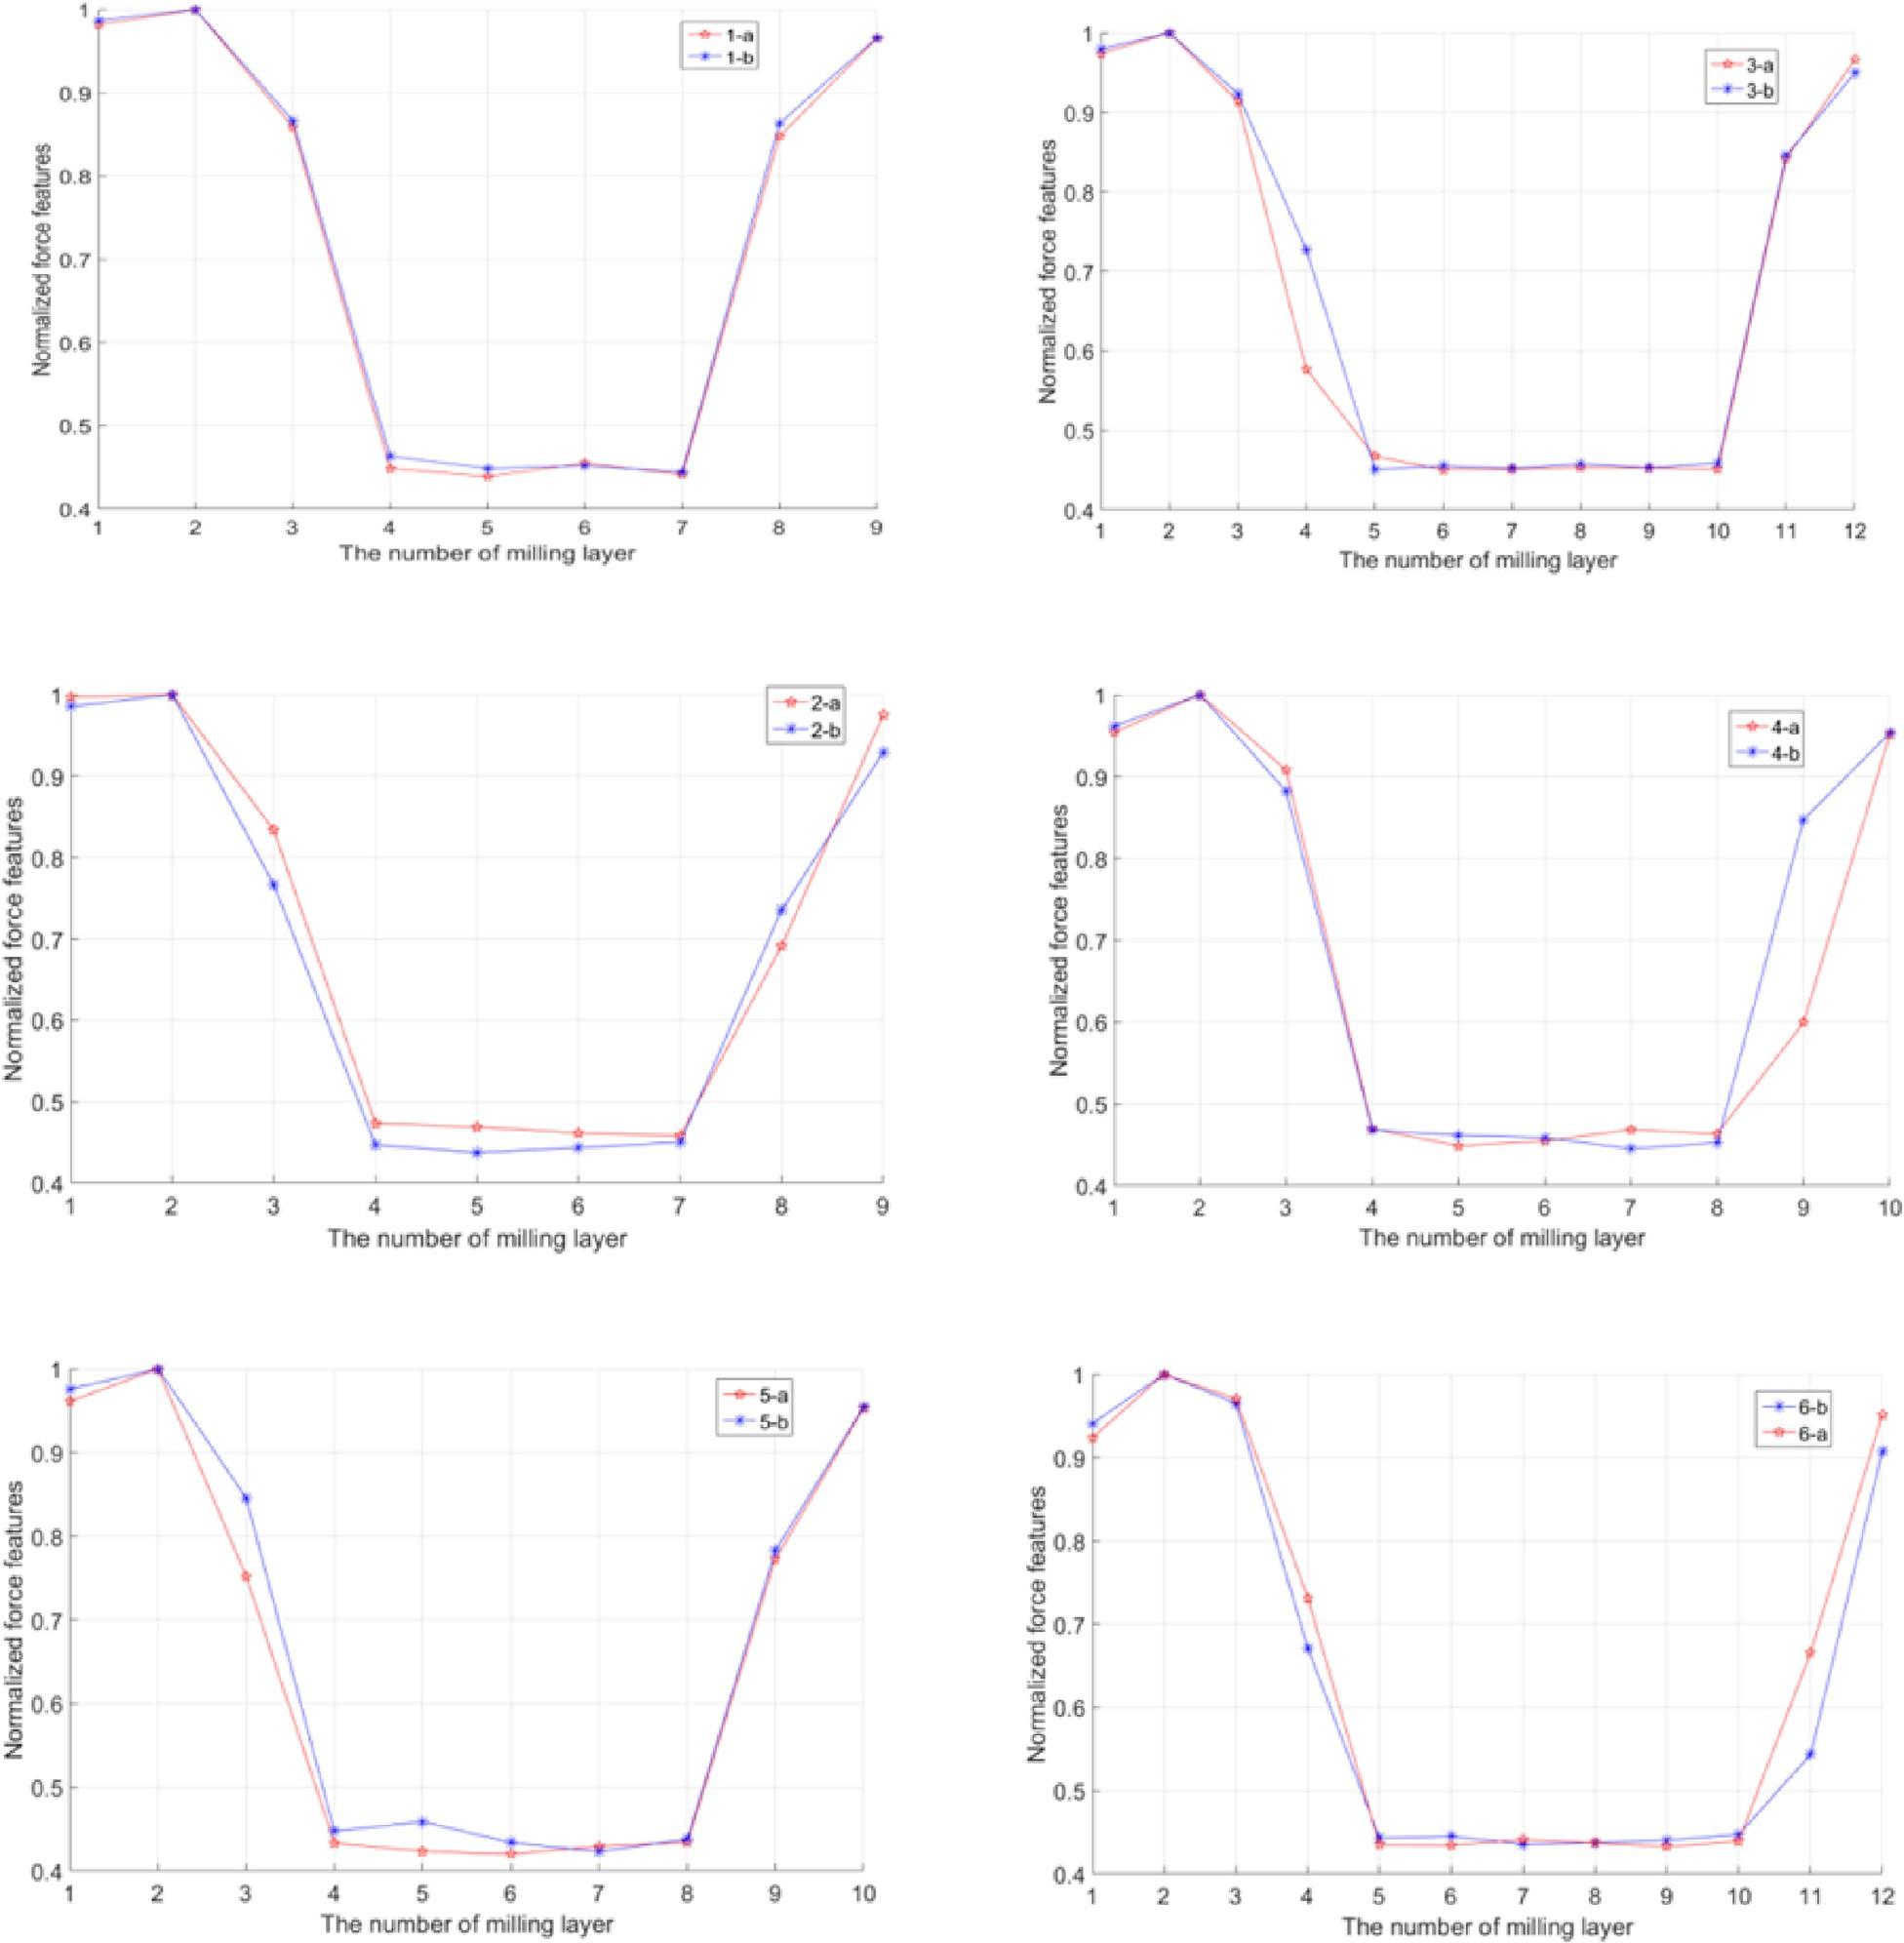 1
0.9
0.8
0.7
0.6
0.5
0.4
Normalized force features
1-a
1-b
1 2 3 4 5 6 7 8 9
The number of milling layer
1
0.9
0.8
0.7
0.6
0.5
0.4
Normalized force features
3-a
3-b
1 2 3 4 5 6 7 8 9 10 11 12
The number of milling layer
1
0.9
0.8
0.7
0.6
0.5
0.4
Normalized force features
2-a
2-b
1 2 3 4 5 6 7 8 9
The number of milling layer
1
0.9
0.8
0.7
0.6
0.5
0.4
Normalized force features
4-a
4-b
1 2 3 4 5 6 7 8 9 10
The number of milling layer
1
0.9
0.8
0.7
0.6
0.5
0.4
Normalized force features
5-a
5-b
1 2 3 4 5 6 7 8 9 10
The number of milling layer
1
0.9
0.8
0.7
0.6
0.5
0.4
Normalized force features
6-b
6-a
1 2 3 4 5 6 7 8 9 10 11 12
The number of milling layer